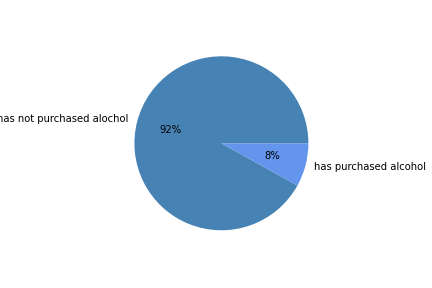 has not purchased alochol
92%
8%
has purchased alcohol